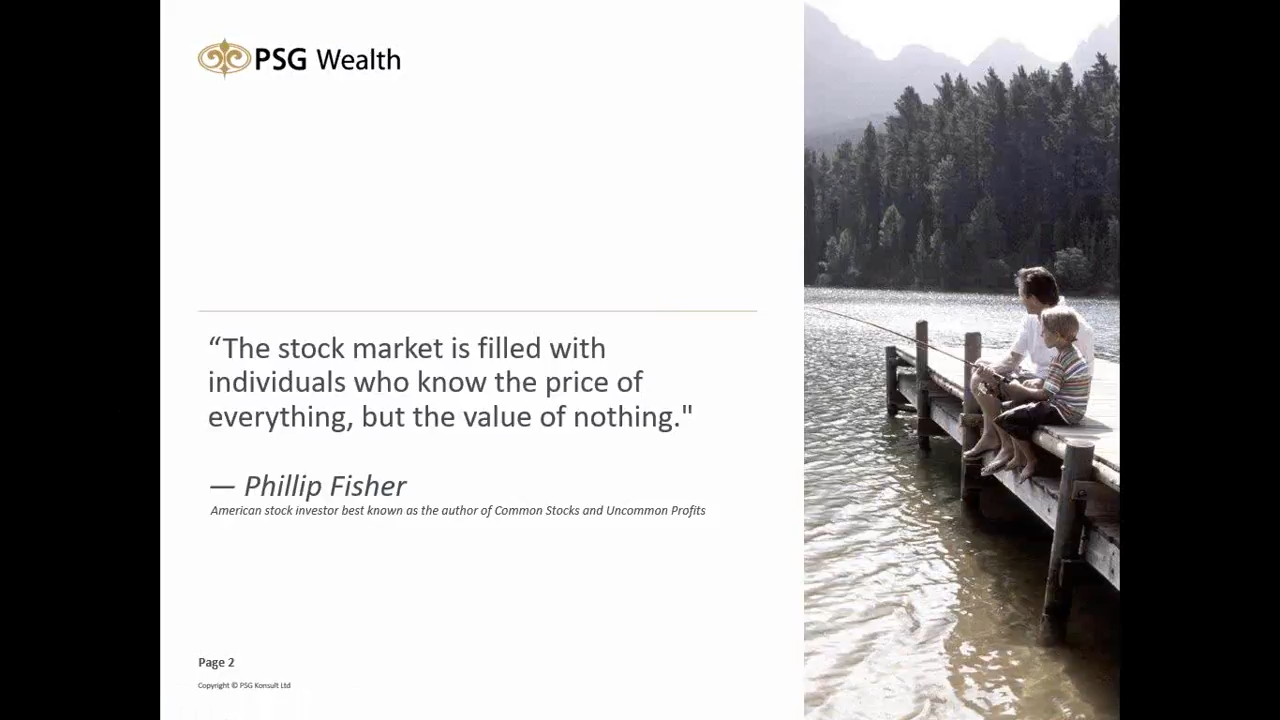 PSG Wealth
“The stock market is filled with
individuals who know the price of
everything, but the value of nothing."
— Phillip Fisher
American stock investor best known as the author of Common Stocks and Uncommon Profits
Page 2
Copyright © PSG Konsult Ltd